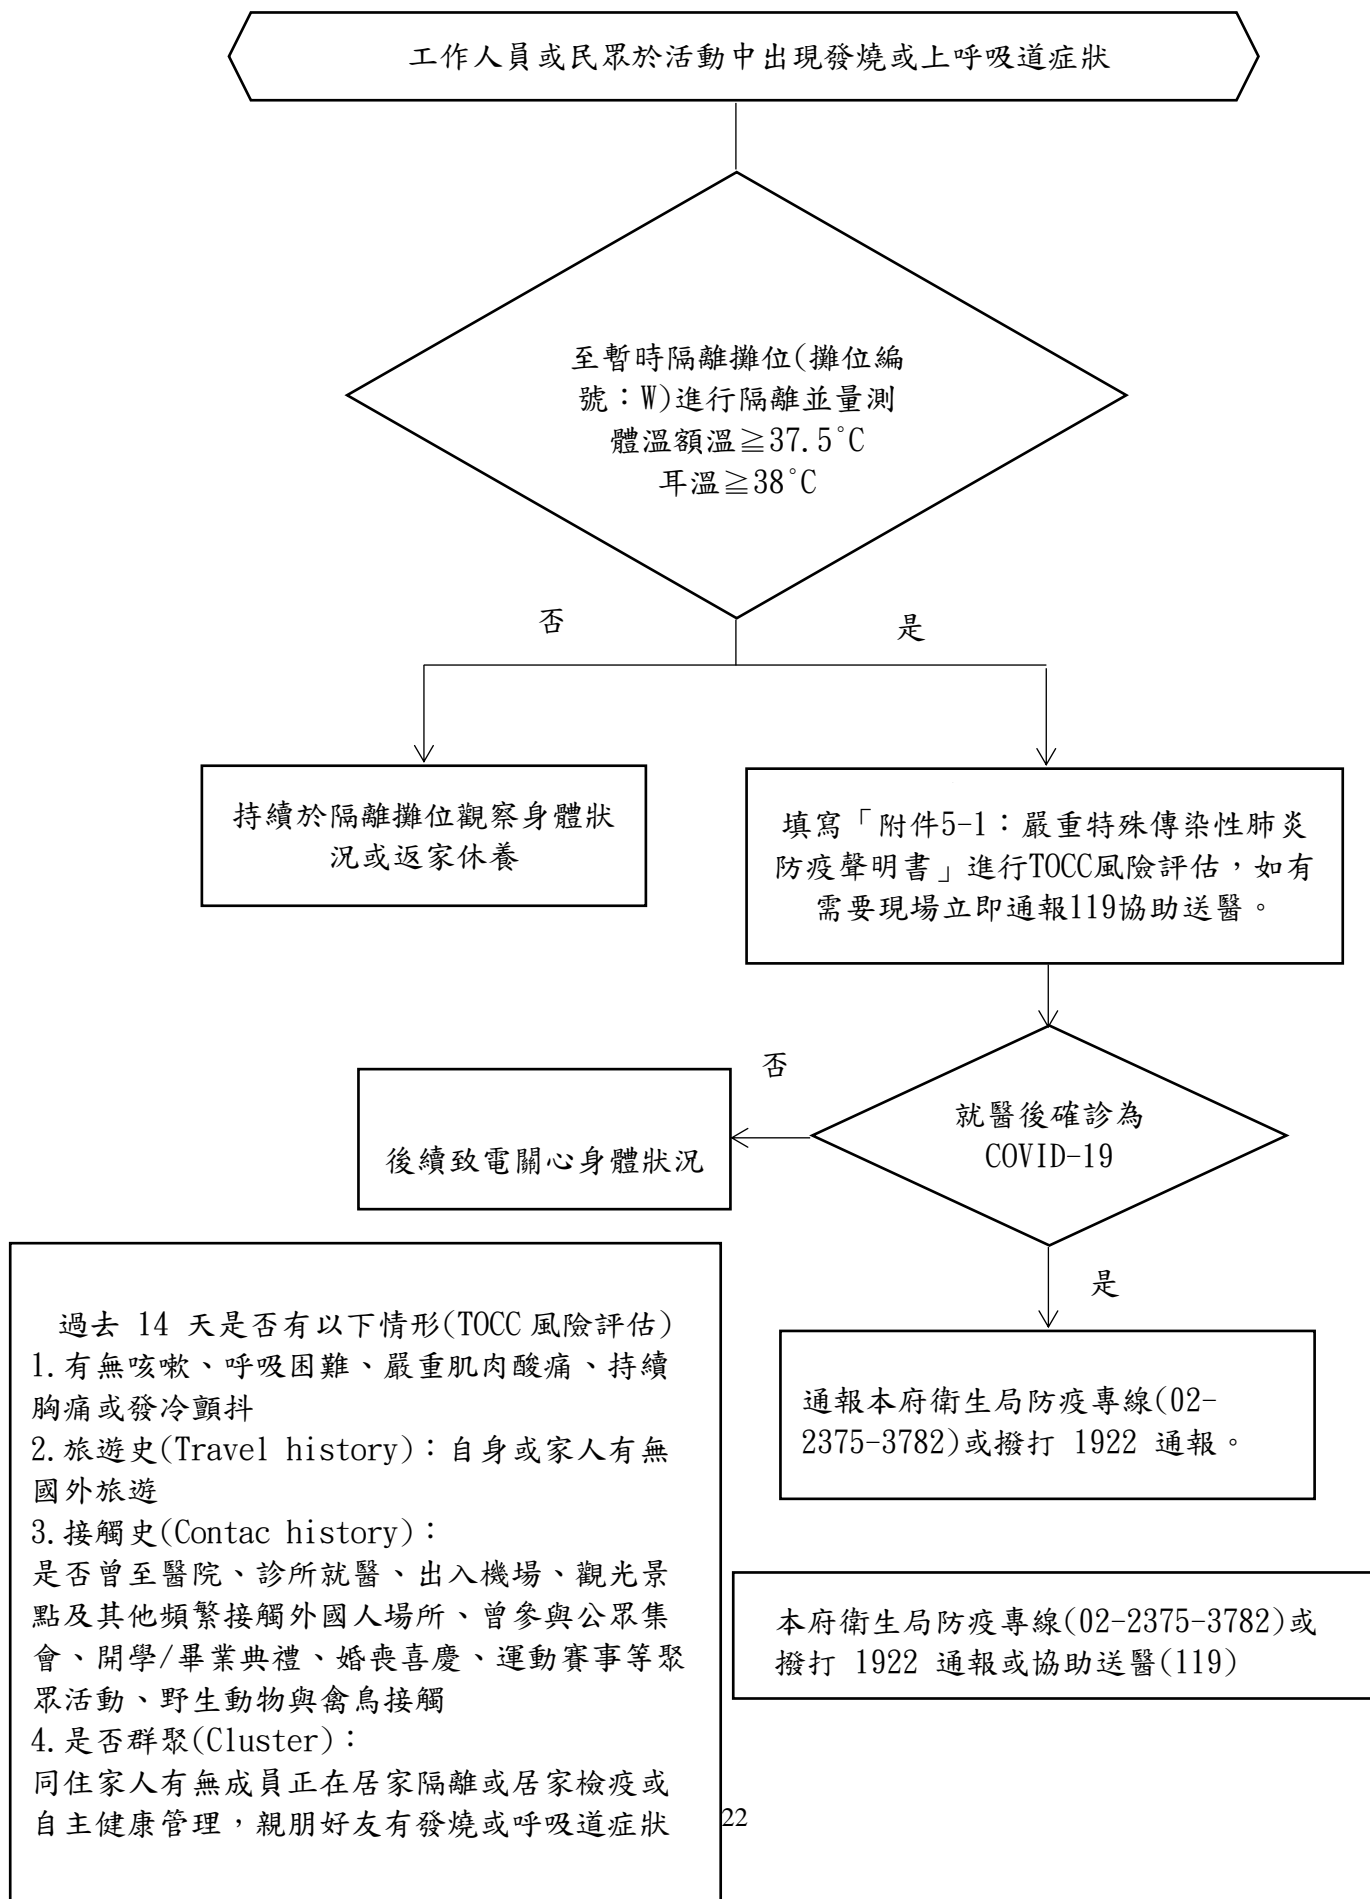 工作人員或民眾於活動中出現發燒或上呼吸道症狀
至暫時隔離攤位(攤位編
號：W)進行隔離並量測
體溫額溫≧37.5°C
耳溫≧38°C
否
是
持續於隔離攤位觀察身體狀
況或返家休養
填寫「附件5-1：嚴重特殊傳染性肺炎
防疫聲明書」進行TOCC風險評估，如有
需要現場立即通報119協助送醫。
否
就醫後確診為
COVID-19
後續致電關心身體狀況
是
通報本府衛生局防疫專線(02-
2375-3782)或撥打 1922 通報。
過去 14 天是否有以下情形(TOCC 風險評估)
1.有無咳嗽、呼吸困難、嚴重肌肉酸痛、持續
胸痛或發冷顫抖
2.旅遊史(Travel history)：自身或家人有無
國外旅遊
3.接觸史(Contac history)：
是否曾至醫院、診所就醫、出入機場、觀光景
點及其他頻繁接觸外國人場所、曾參與公眾集
會、開學/畢業典禮、婚喪喜慶、運動賽事等聚
眾活動、野生動物與禽鳥接觸
4.是否群聚(Cluster)：
同住家人有無成員正在居家隔離或居家檢疫或
自主健康管理，親朋好友有發燒或呼吸道症狀
本府衛生局防疫專線(02-2375-3782)或
撥打 1922 通報或協助送醫(119)
22